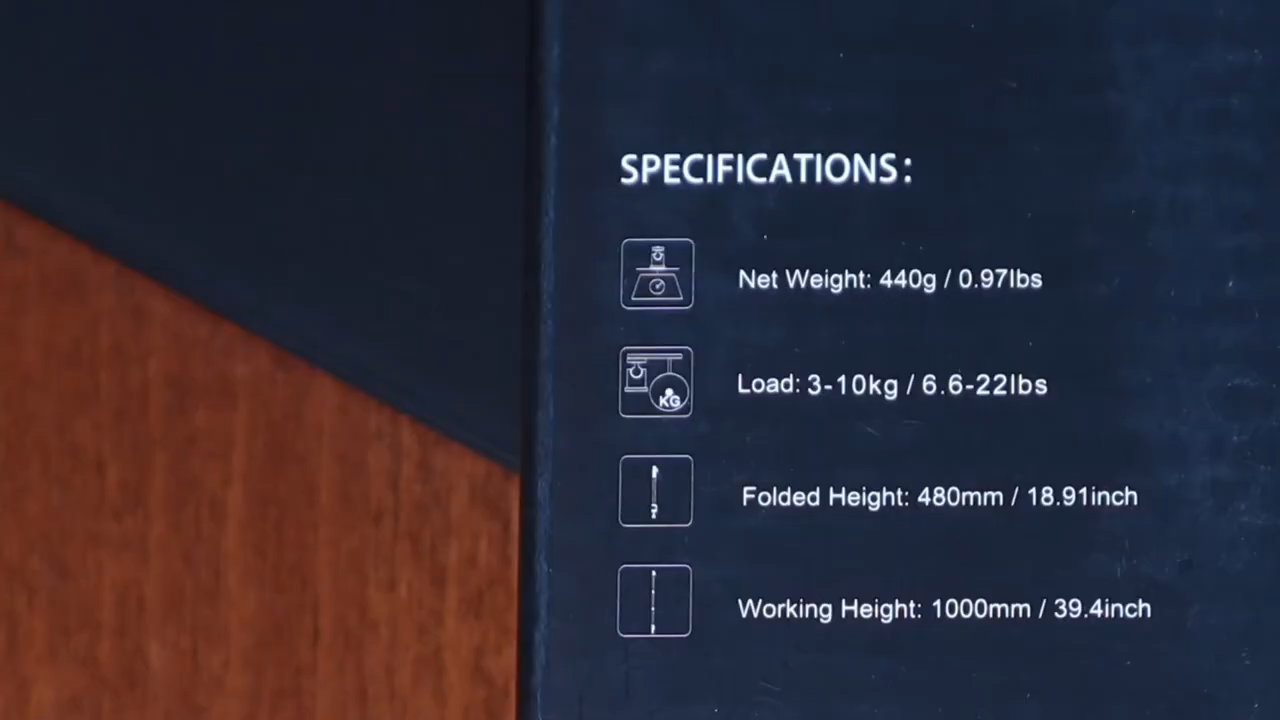 SPECIFICATIONS:
Net Weight: 440g / 0.97lbs
KG
Load: 3-10kg / 6.6-22lbs
Folded Height: 480mm / 18.91inch
Working Height: 1000mm / 39.4inch